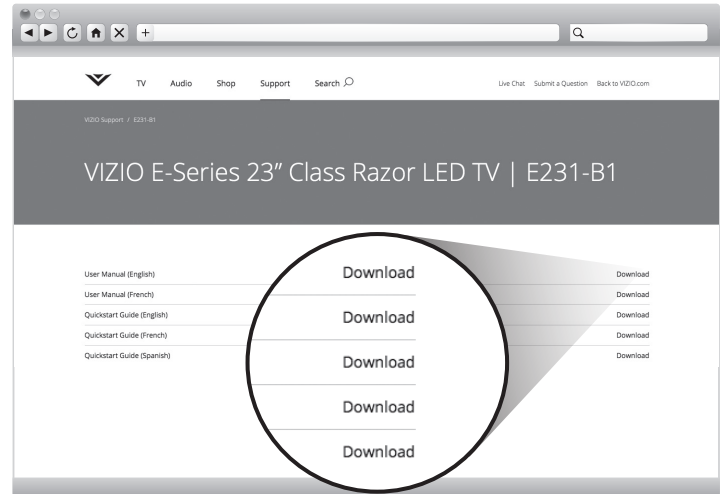 TV Audio Shop Support Search Live Chat Submit a Question Back to VIZIO.com
VIZIO Support / E231-B1
VIZIO E-Series 23” Class Razor LED TV | E231-B1
User Manual (English) Download
User Manual (French) Download
Quickstart Guide (English) Download
Quickstart Guide (French) Download
Quickstart Guide (Spanish) Download
Download
Download
Download
Download
Download